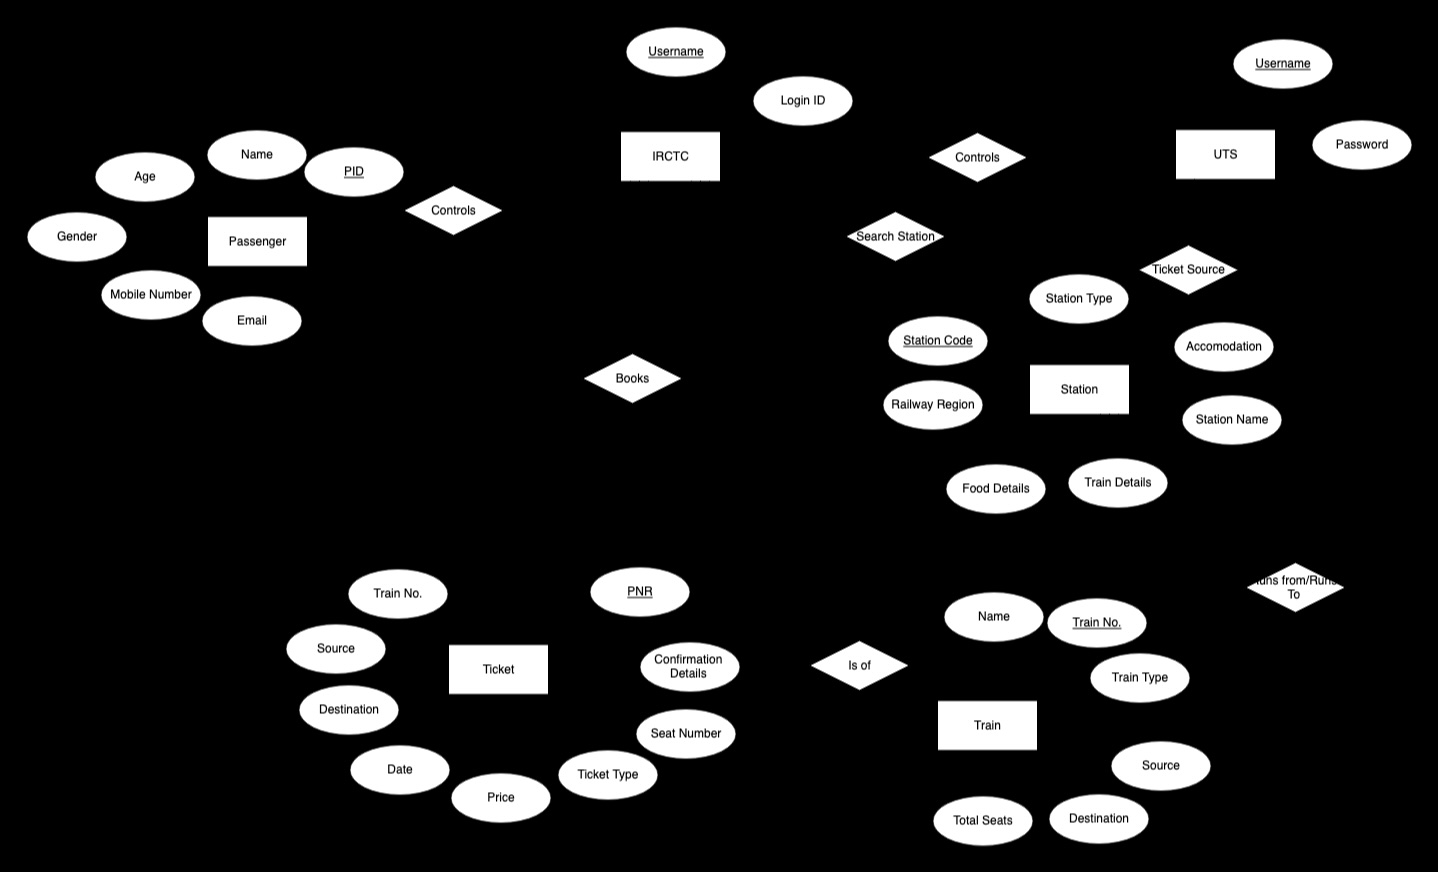 Username
Username
Login ID
Password
IRCTC
UTS
Controls
Name
PID
Age
Controls
Gender
Passenger
Search Station
Mobile Number
Email
Ticket Source
Station Type
Station Code
Accomodation
Books
Station
Railway Region
Station Name
Food Details
Train Details
Train No.
PNR
from/Runs
To
Name
Train No.
Source
Ticket
Confirmation
Details
Is of
Train Type
Destination
Seat Number
Train
Date
Ticket Type
Source
Price
Total Seats
Destination